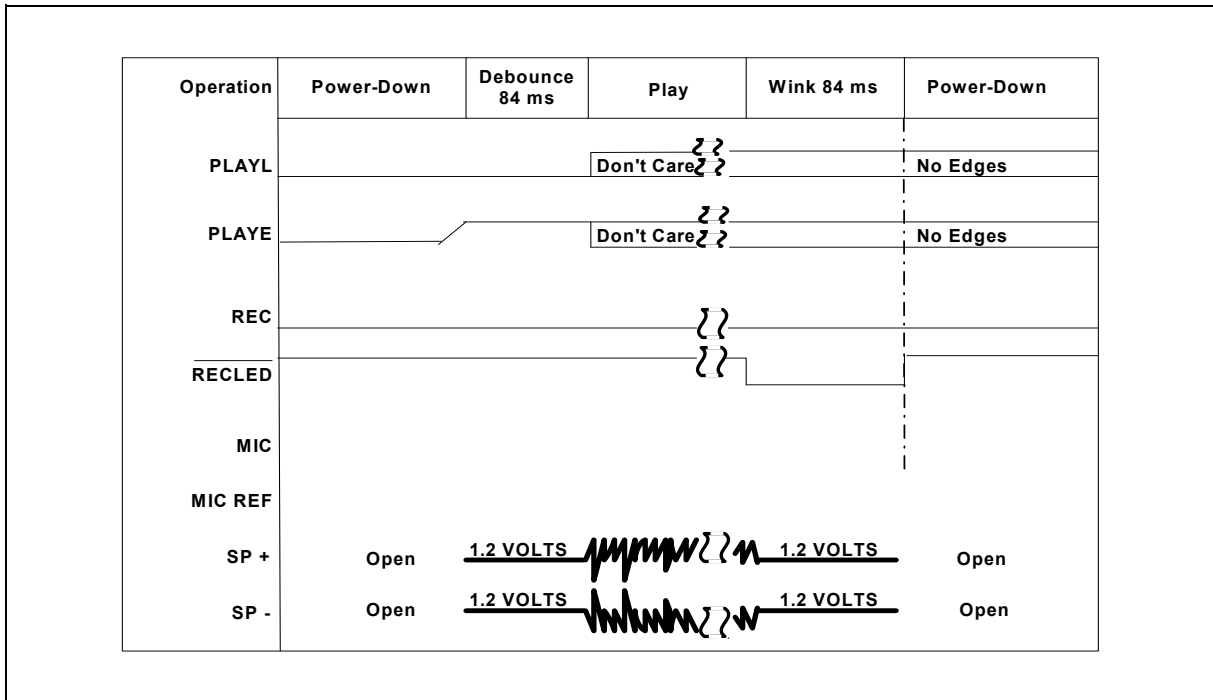 Operation Power-Down Debounce 84 ms Play Wink 84 ms Power-Down
PLAYL Don't Care No Edges
PLAYE Don't Care No Edges
REC
RECLED
MIC
MIC REF
SP + Open 1.2 VOLTS 1.2 VOLTS Open
SP - Open 1.2 VOLTS 1.2 VOLTS Open